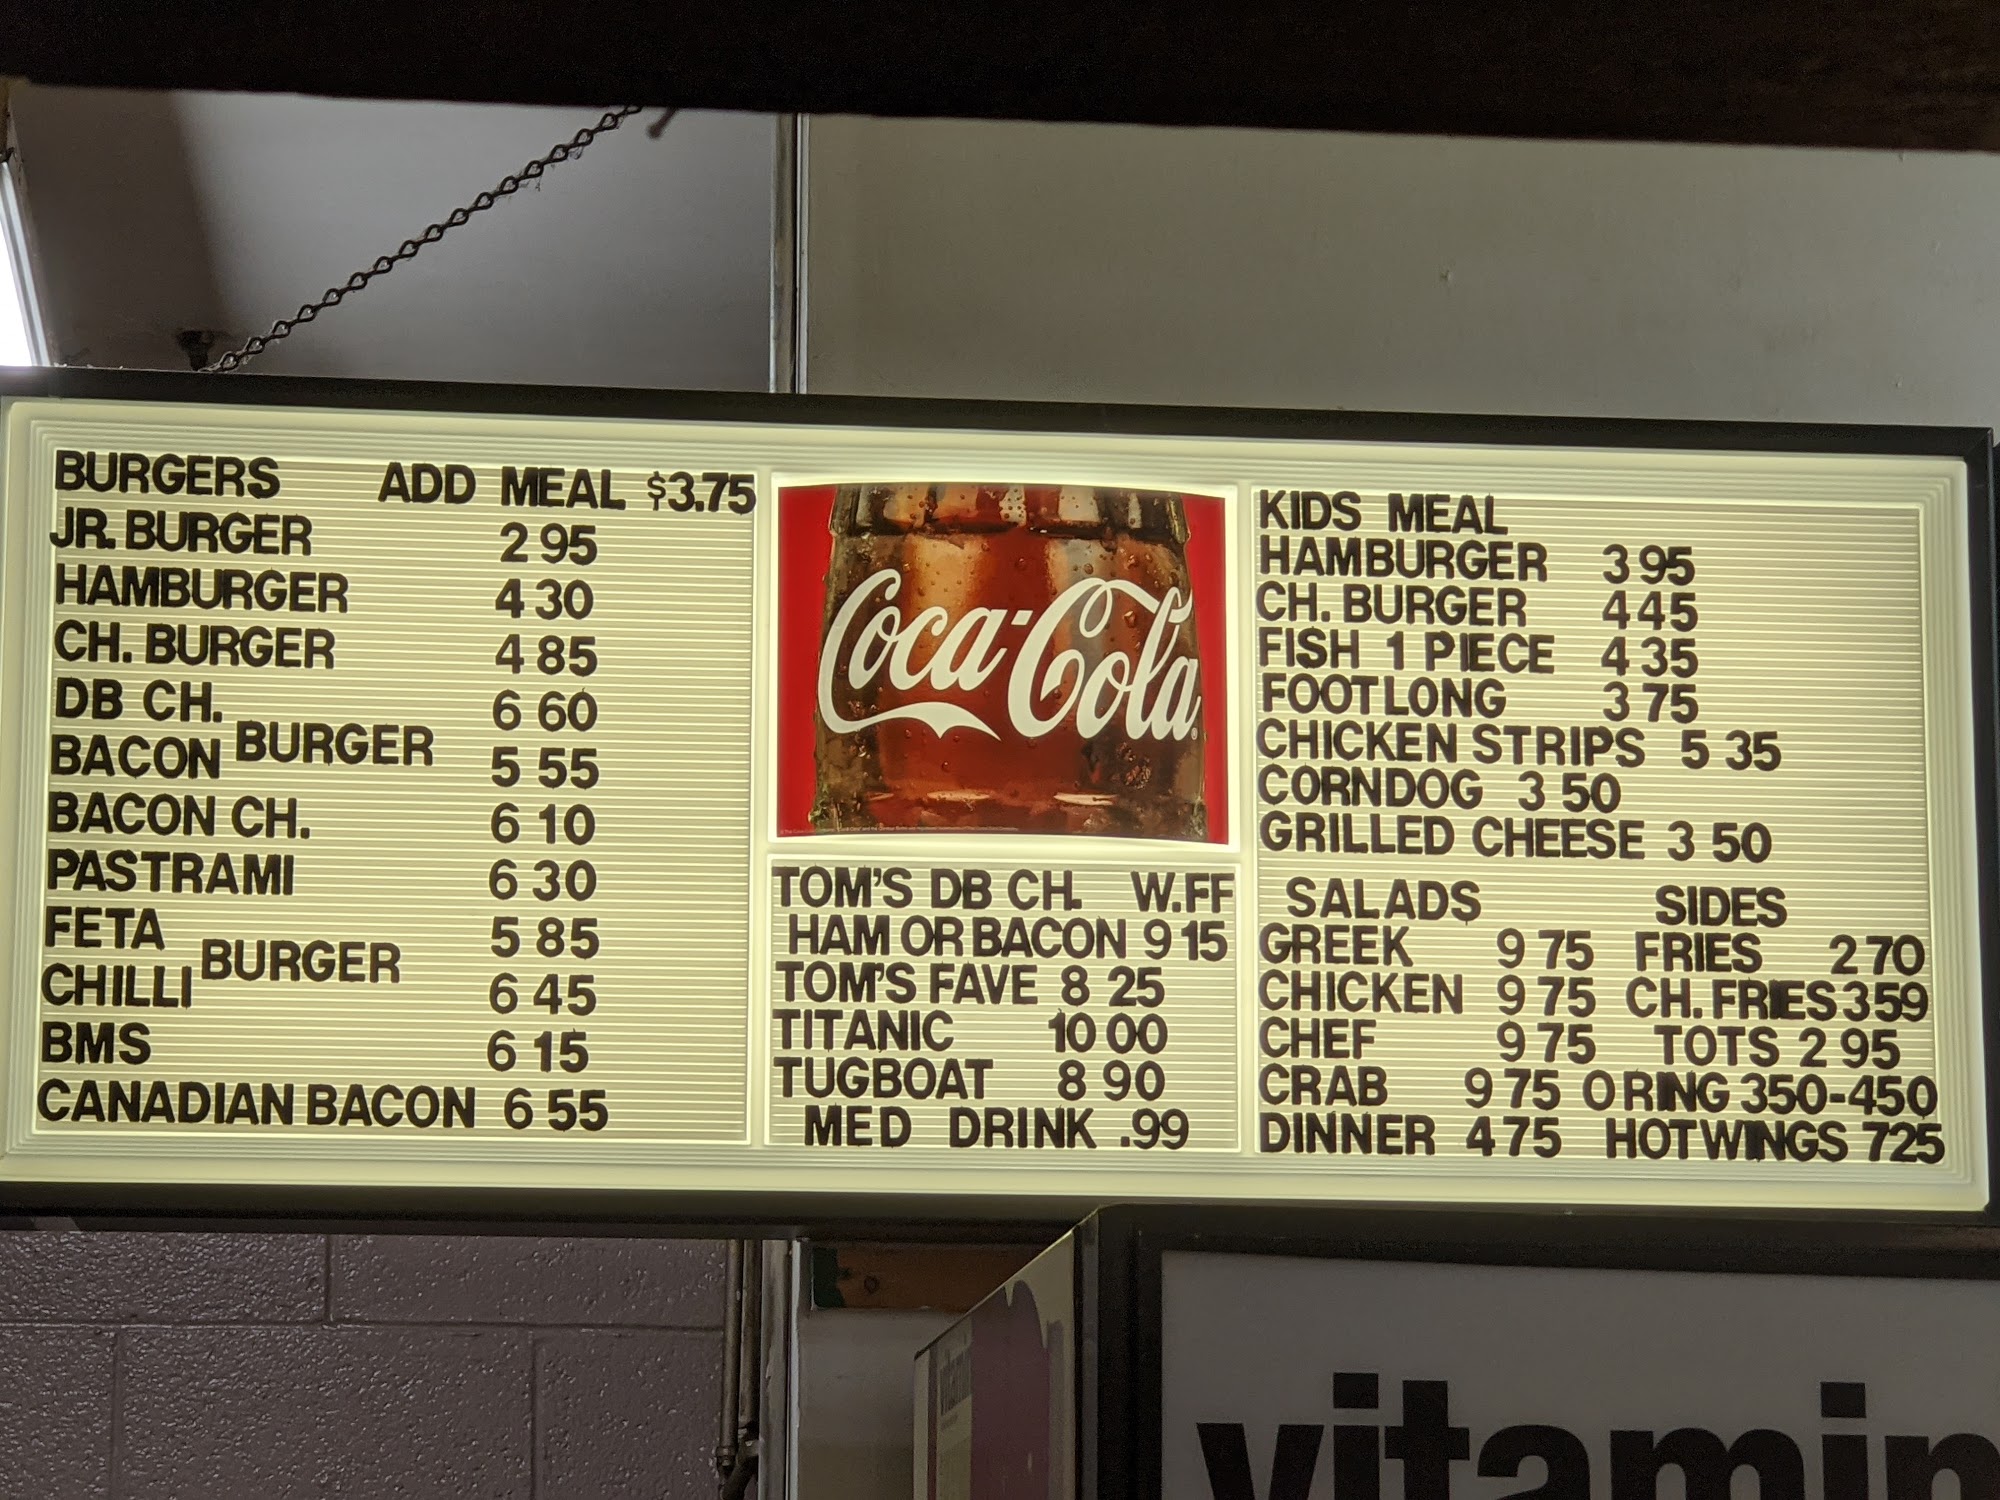 BURGERS ADD MEAL $3.75
JR. BURGER 2 95
HAMBURGER 4 30
CH. BURGER 4 85
DB CH. 6 60
BURGER
BACON 5 55
BACON CH. 6 10
PASTRAMI 6 30
FETA 5 85
BURGER
CHILLI 6 45
BMS 6 15
CANADIAN BACON 6 55
Coca-Cola
TOM'S DB CH. W.FF
HAM OR BACON 9 15
TOM'S FAVE 8 25
TITANIC 10 00
TUGBOAT 8 90
MED DRINK .99
KIDS MEAL
HAMBURGER 3 95
CH. BURGER 4 45
FISH 1 PIECE 4 35
FOOTLONG 3 75
CHICKEN STRIPS 5 35
CORNDOG 3 50
GRILLED CHEESE 3 50
SALADS SIDES
GREEK 9 75 FRIES 2 70
CHICKEN 9 75 CH. FRIES 3 59
CHEF 9 75 TOTS 2 95
CRAB 9 75 O RING 350-450
DINNER 4 75 HOT WINGS 725
vitamin